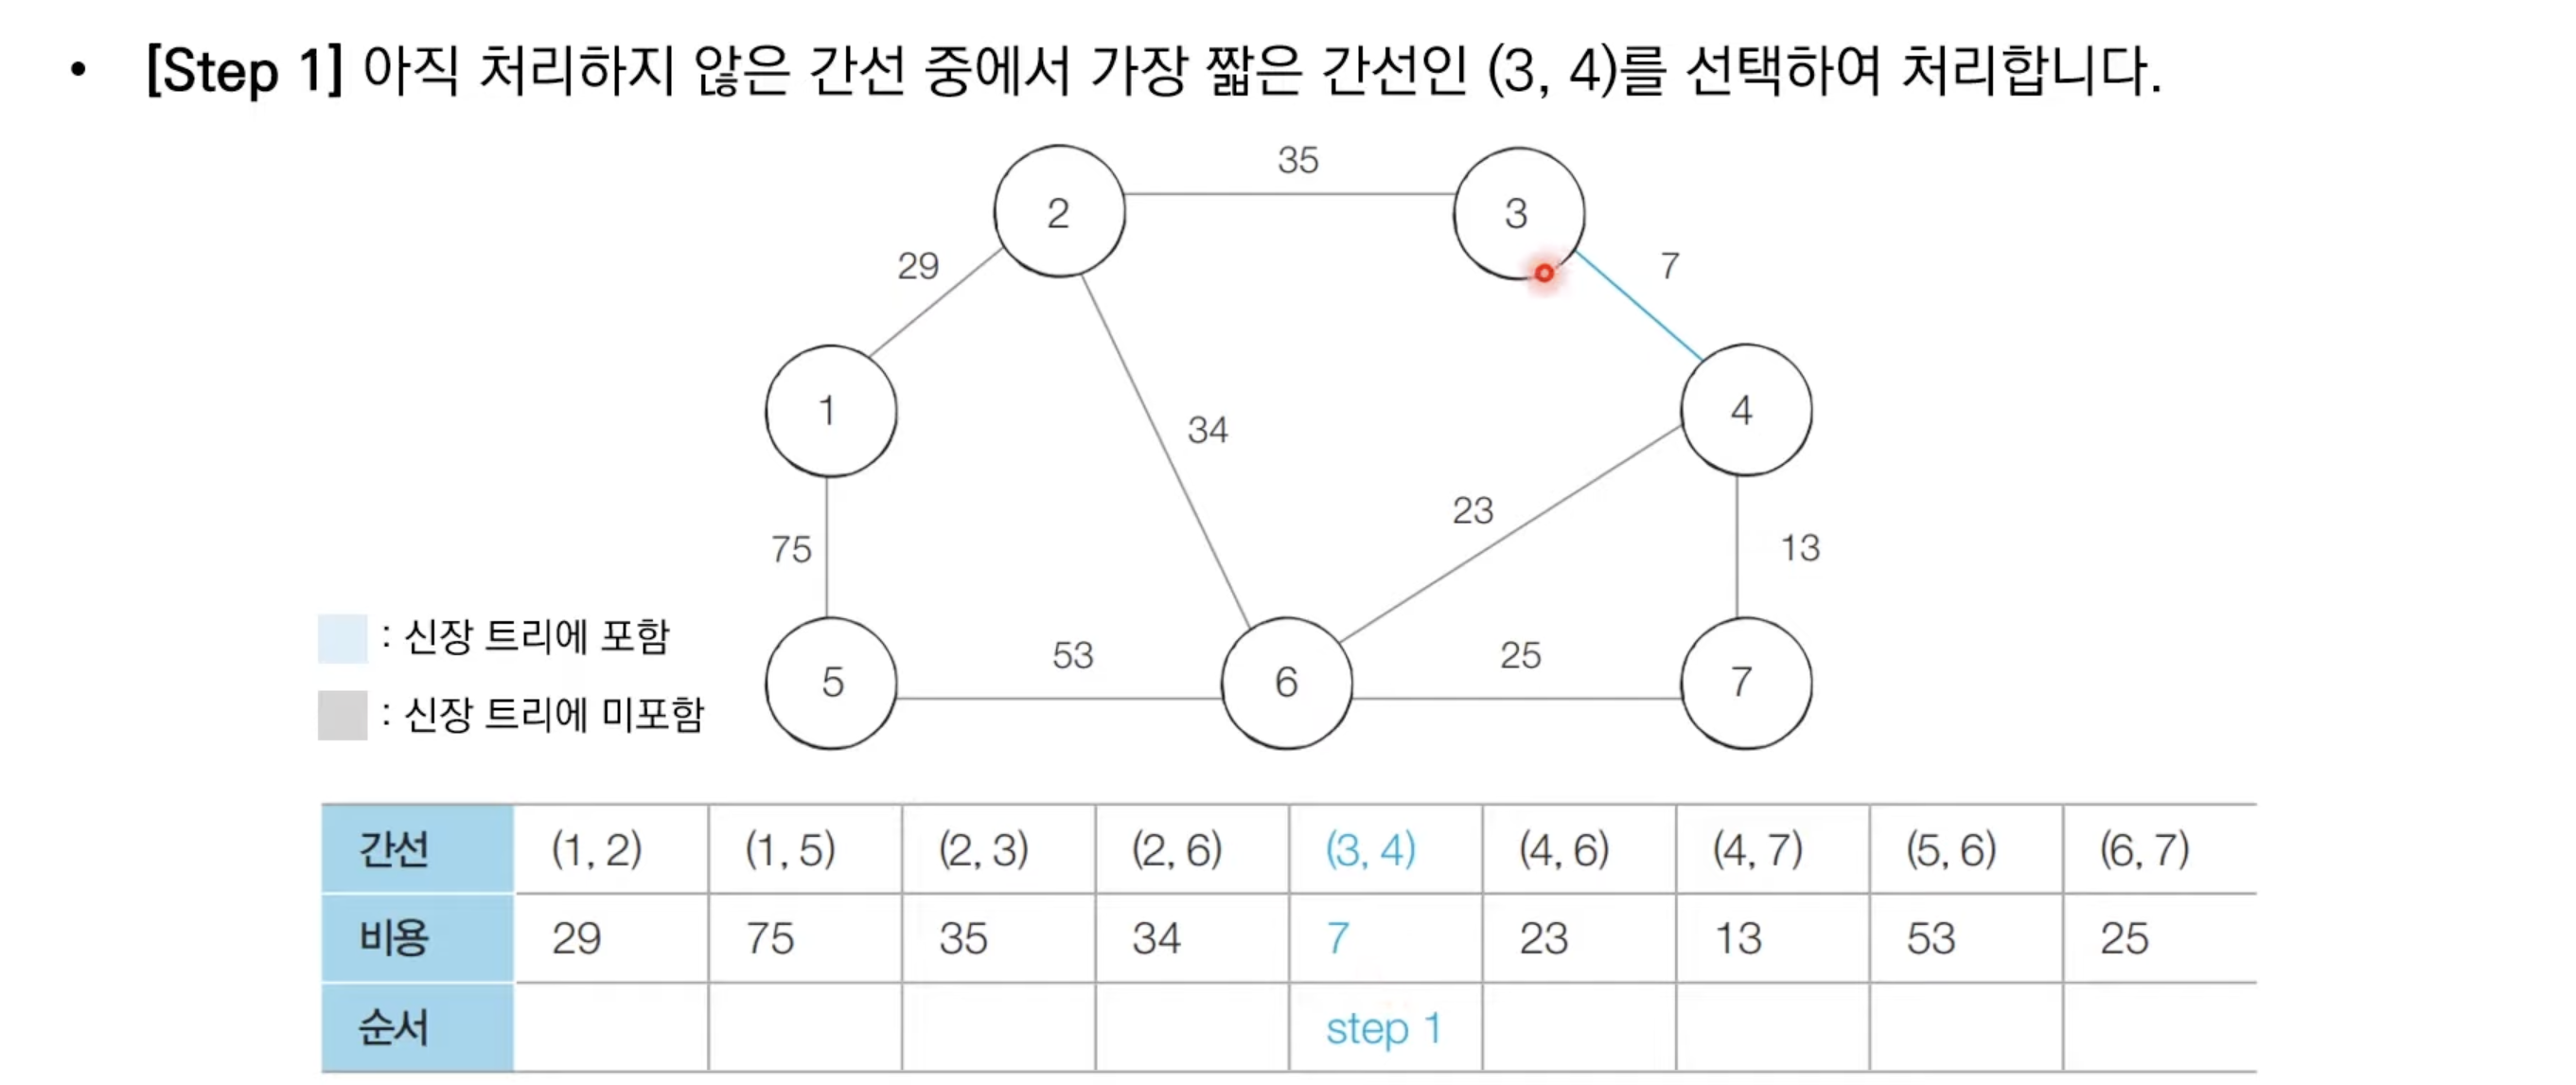 • [Step 1] 아직 처리하지 않은 간선 중에서 가장 짧은 간선인 (3, 4)를 선택하여 처리합니다.
35
2
3
29
7
1
4
34
23
75
13
: 신장 트리에 포함
53
25
5
6
7
: 신장 트리에 미포함
간선 (1, 2) (1, 5) (2, 3) (2, 6) (3, 4) (4, 6) (4, 7) (5, 6) (6, 7)
비용 29 75 35 34 7 23 13 53 25
순서 step 1